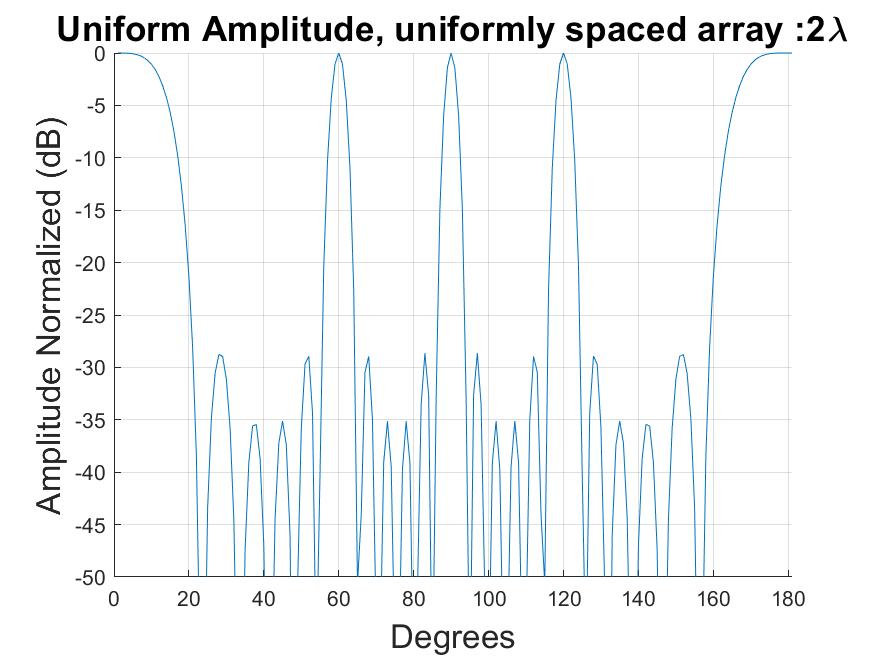 Uniform Amplitude, uniformly spaced array :2λ
Amplitude Normalized (dB)
0
-5
-10
-15
-20
-25
-30
-35
-40
-45
-50
0 20 40 60 80 100 120 140 160 180
Degrees